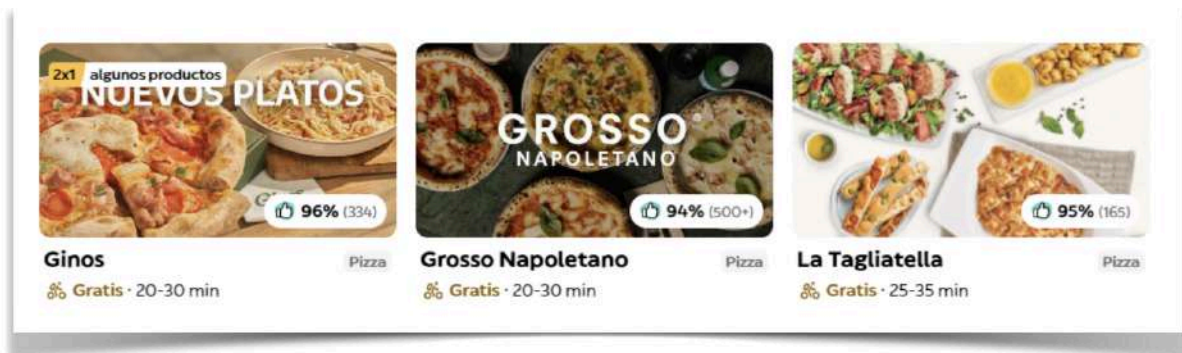 2x1 algunos productos
NUEVOS PLATOS
96% (334)
Ginos
Pizza
Gratis · 20-30 min
GROSSO
NAPOLETANO
94% (500+)
Grosso Napoletano
Pizza
Gratis · 20-30 min
95% (165)
La Tagliatella
Pizza
Gratis · 25-35 min